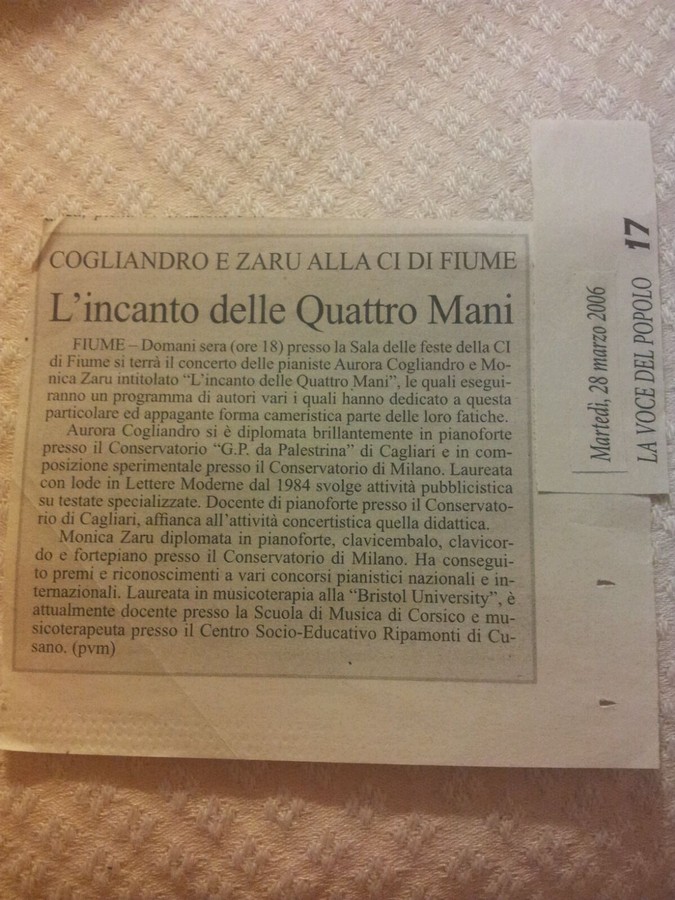 COGLIANDRO E ZARU ALLA CI DI FIUME
L'incanto delle Quattro Mani
FIUME – Domani sera (ore 18) presso la Sala delle feste della CI
di Fiume si terrà il concerto delle pianiste Aurora Cogliandro e Mo-
nica Zaru intitolato “L'incanto delle Quattro Mani”, le quali esegui-
ranno un programma di autori vari i quali hanno dedicato a questa
particolare ed appagante forma cameristica parte delle loro fatiche.
Aurora Cogliandro si è diplomata brillantemente in pianoforte
presso il Conservatorio “G.P. da Palestrina” di Cagliari e in com-
posizione sperimentale presso il Conservatorio di Milano. Laureata
con lode in Lettere Moderne dal 1984 svolge attività pubblicistica
su testate specializzate. Docente di pianoforte presso il Conservato-
rio di Cagliari, affianca all'attività concertistica quella didattica.
Monica Zaru diplomata in pianoforte, clavicembalo, clavicor-
do e fortepiano presso il Conservatorio di Milano. Ha consegui-
to premi e riconoscimenti a vari concorsi pianistici nazionali e in-
ternazionali. Laureata in musicoterapia alla “Bristol University”, è
attualmente docente presso la Scuola di Musica di Corsico e mu-
sicoterapeuta presso il Centro Socio-Educativo Ripamonti di Cu-
sano. (pvm)
Martedì, 28 marzo 2006
LA VOCE DEL POPOLO 17